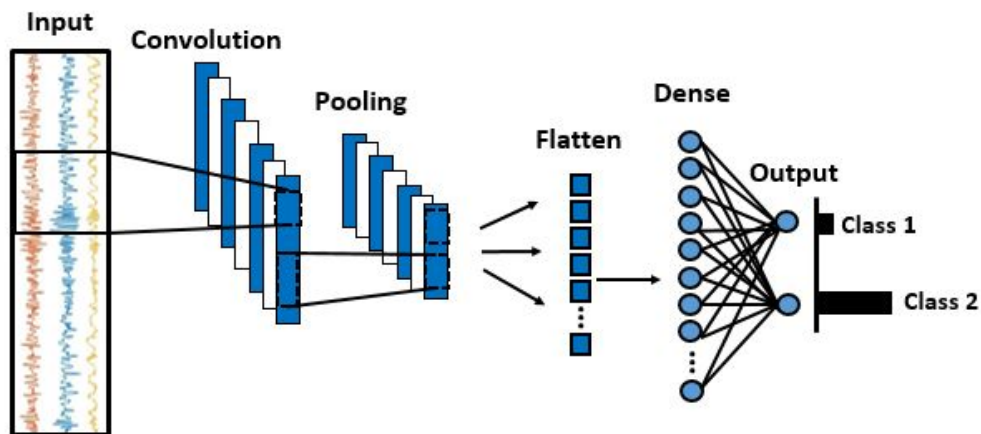 Input
Convolution
Pooling
Flatten
Dense
Output
Class 1
Class 2